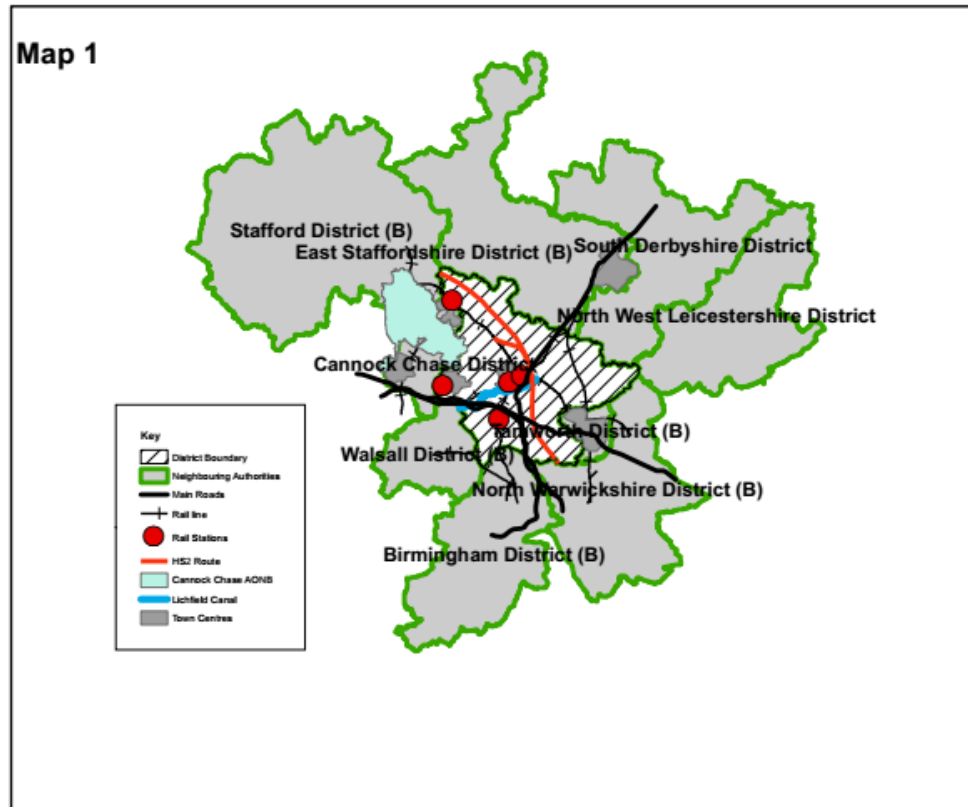 Map 1
Stafford District (B)
East Staffordshire District (B)
South Derbyshire District
North West Leicestershire District
Cannock Chase District
Tamworth District (B)
Walsall District (B)
North Warwickshire District (B)
Birmingham District (B)
Key
District Boundary
Neighbouring Authorities
Main Roads
Rail line
Rail Stations
HS2 Route
Cannock Chase AONB
Lichfield Canal
Town Centres